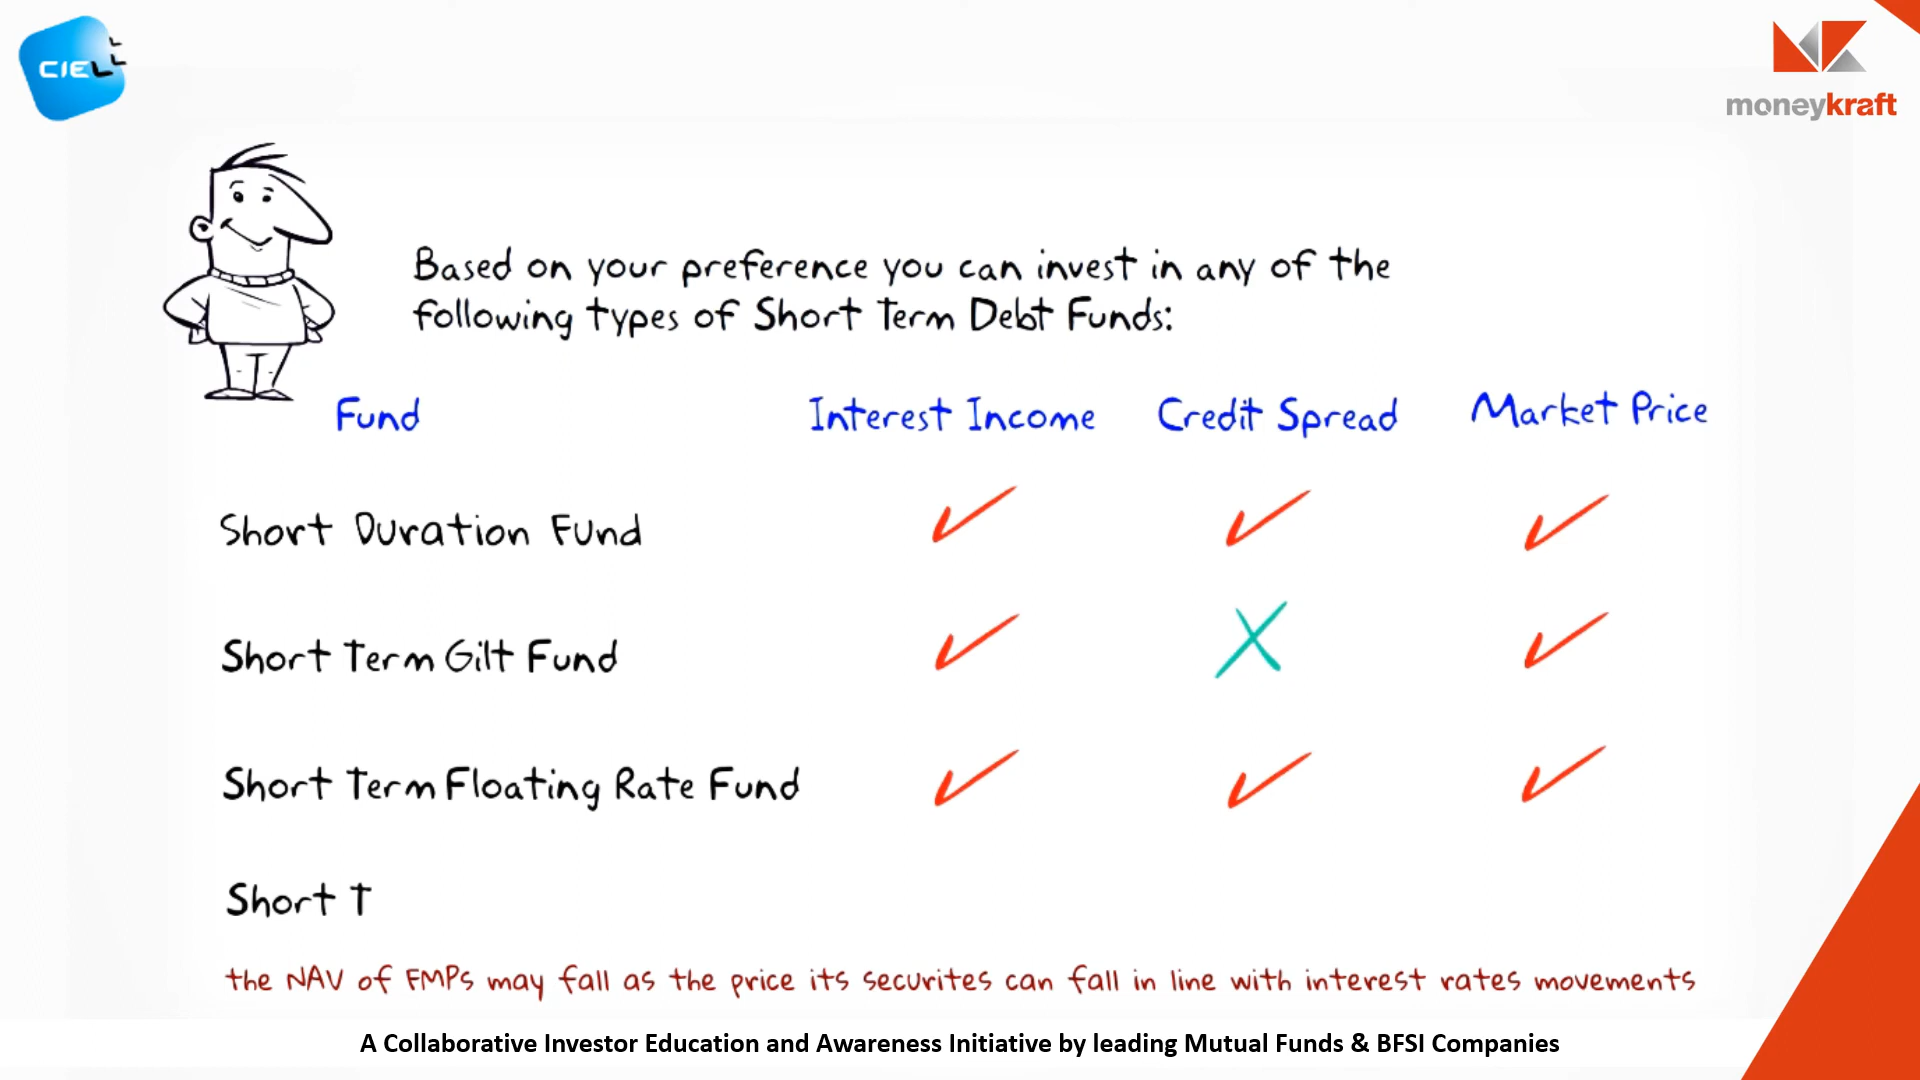 CIELL
moneykraft
Based on your preference you can invest in any of the
following types of Short Term Debt Funds:
Fund Interest Income Credit Spread Market Price
Short Duration Fund
Short Term Gilt Fund
Short Term Floating Rate Fund
Short T
the NAV of FMPs may fall as the price its securites can fall in line with interest rates movements
A Collaborative Investor Education and Awareness Initiative by leading Mutual Funds & BFSI Companies